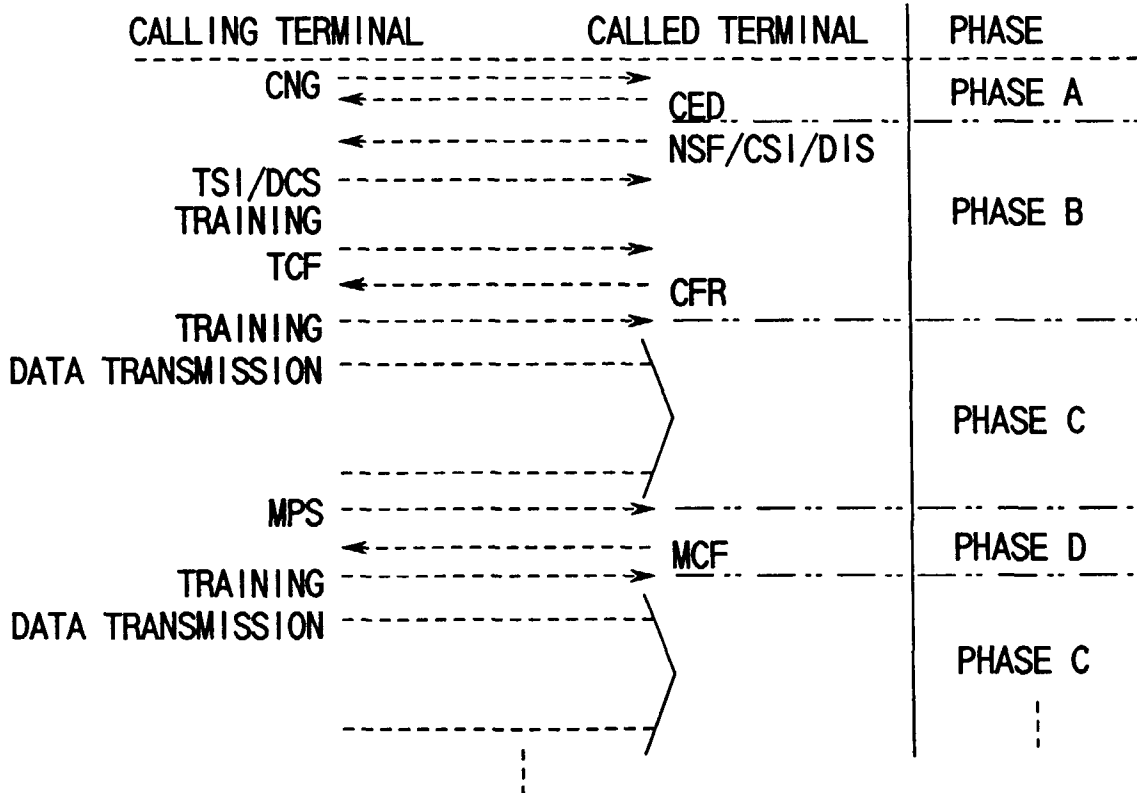 CALLING TERMINAL CALLED TERMINAL PHASE
CNG
CED
PHASE A
NSF/CSI/DIS
TSI/DCS
TRAINING
PHASE B
TCF
CFR
TRAINING
DATA TRANSMISSION
PHASE C
MPS
MCF
PHASE D
TRAINING
DATA TRANSMISSION
PHASE C